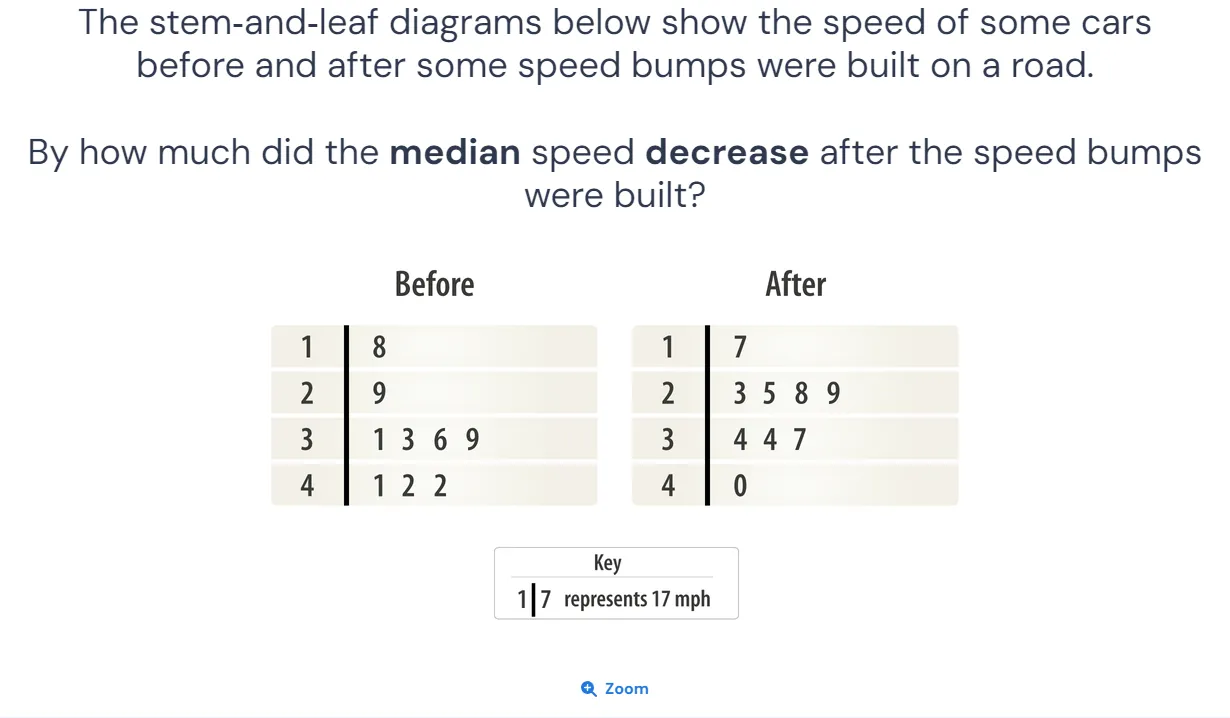 The stem-and-leaf diagrams below show the speed of some cars
before and after some speed bumps were built on a road.
By how much did the median speed decrease after the speed bumps
were built?
Before After
1 8 1 7
2 9 2 3 5 8 9
3 1 3 6 9 3 4 4 7
4 1 2 2 4 0
Key
1|7 represents 17 mph
Zoom